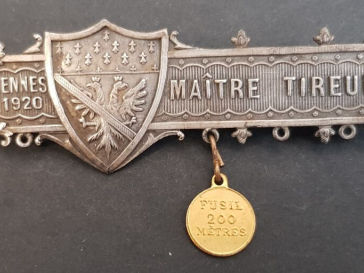 ENNES
1920
MAÎTRE TIREU
FUSIL
200
MÈTRES